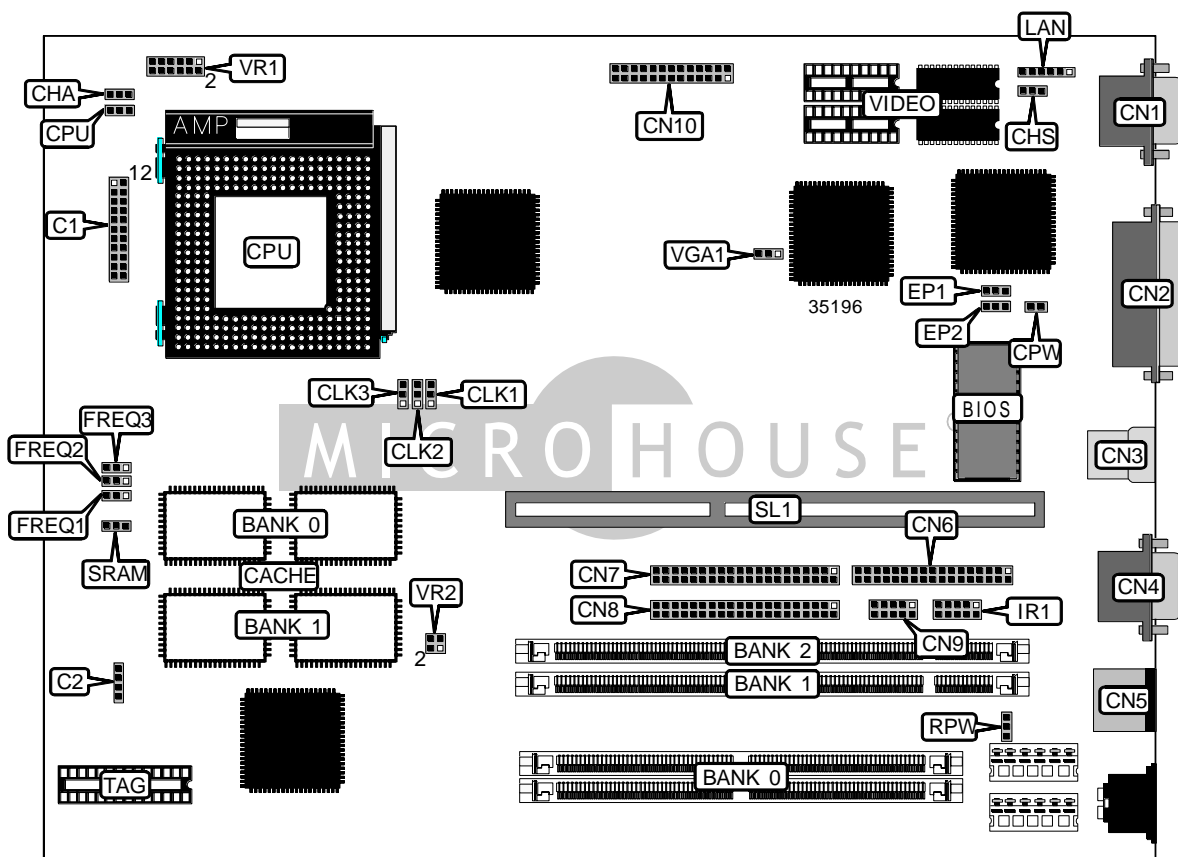 LAN
VR1
2
CHA
CPU
CN10
VIDEO
CHS
CN1
AMP
12
C1
CPU
VGA1
35196
EP1
EP2
CPW
CN2
CLK3
CLK1
CLK2
BIOS
MICROHOUSE
FREQ3
FREQ2
FREQ1
CN3
BANK 0
SL1
CN6
SRAM
CACHE
CN7
VR2
CN8
IR1
CN4
BANK 1
CN9
2
BANK 2
C2
BANK 1
CN5
RPW
TAG
BANK 0